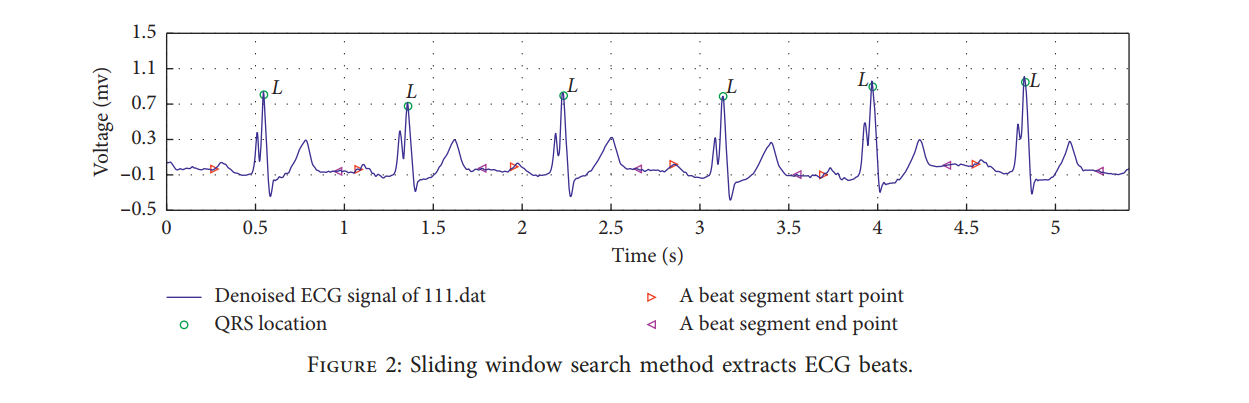 1.5
1.1
0.7
0.3
−0.1
−0.5
Voltage (mv)
L L L L L L
0 0.5 1 1.5 2 2.5 3 3.5 4 4.5 5
Time (s)
Denoised ECG signal of 111.dat
QRS location
A beat segment start point
A beat segment end point
Figure 2: Sliding window search method extracts ECG beats.